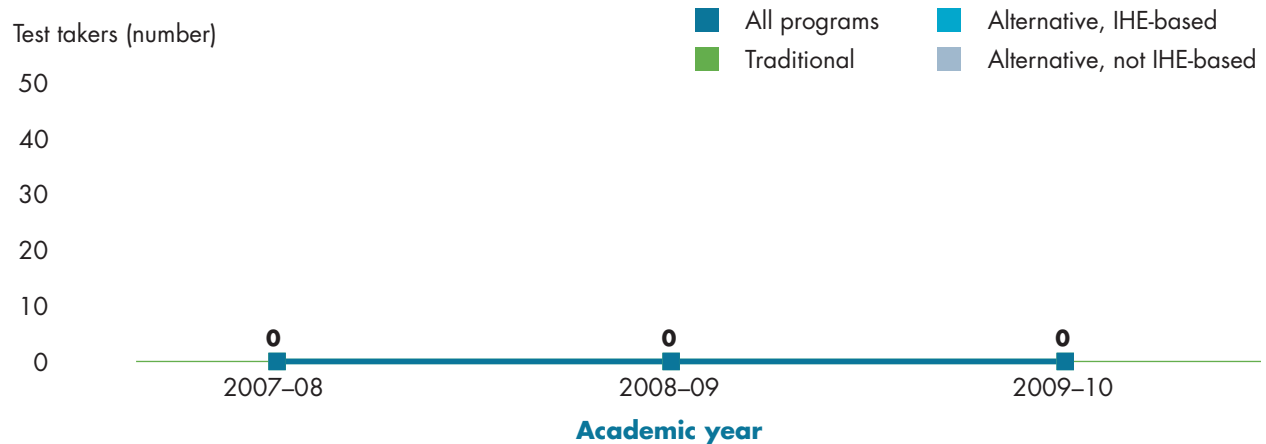 All programs Alternative, IHE-based
Test takers (number)
Traditional Alternative, not IHE-based
50
40
30
20
10
0 0 0
0
2007–08 2008–09 2009–10
Academic year